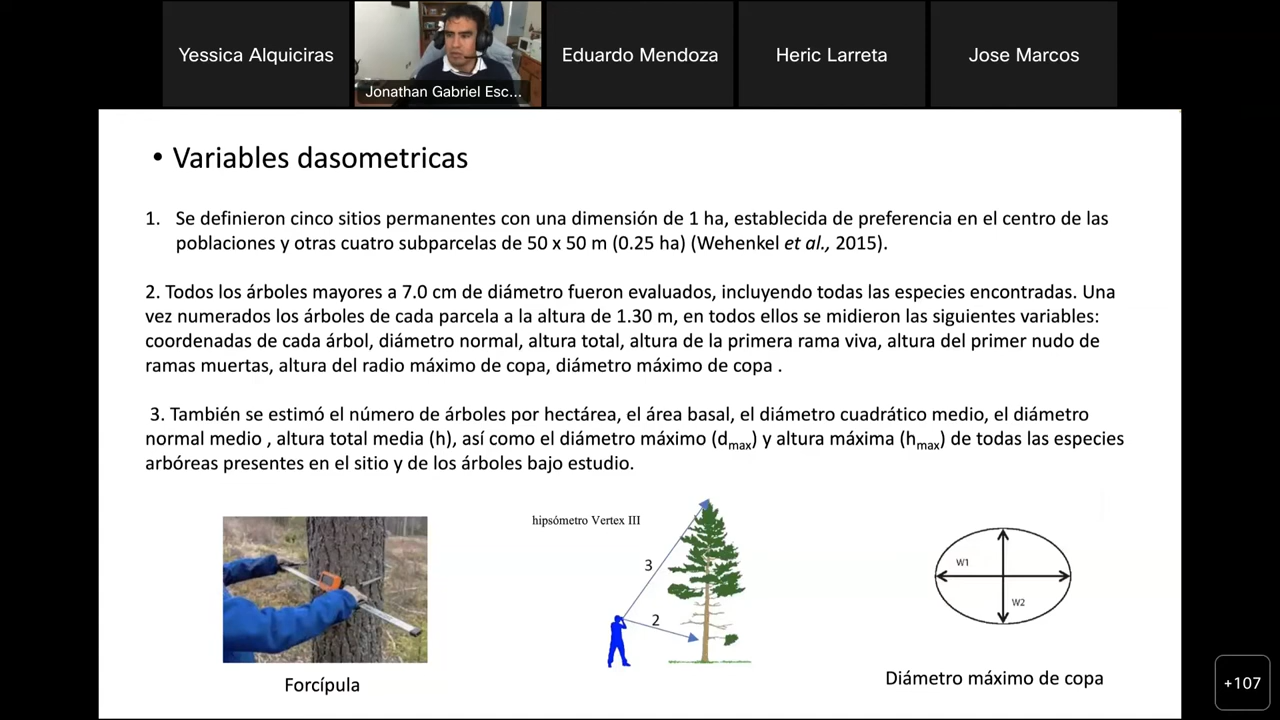 Yessica Alquiciras
Jonathan Gabriel Esc...
Eduardo Mendoza
Heric Larreta
Jose Marcos
• Variables dasometricas
1. Se definieron cinco sitios permanentes con una dimensión de 1 ha, establecida de preferencia en el centro de las
poblaciones y otras cuatro subparcelas de 50 x 50 m (0.25 ha) (Wehenkel et al., 2015).
2. Todos los árboles mayores a 7.0 cm de diámetro fueron evaluados, incluyendo todas las especies encontradas. Una
vez numerados los árboles de cada parcela a la altura de 1.30 m, en todos ellos se midieron las siguientes variables:
coordenadas de cada árbol, diámetro normal, altura total, altura de la primera rama viva, altura del primer nudo de
ramas muertas, altura del radio máximo de copa, diámetro máximo de copa .
3. También se estimó el número de árboles por hectárea, el área basal, el diámetro cuadrático medio, el diámetro
normal medio , altura total media (h), así como el diámetro máximo (dmax) y altura máxima (hmax) de todas las especies
arbóreas presentes en el sitio y de los árboles bajo estudio.
hipsómetro Vertex III
3
2
W1
W2
Forcípula
Diámetro máximo de copa
+107